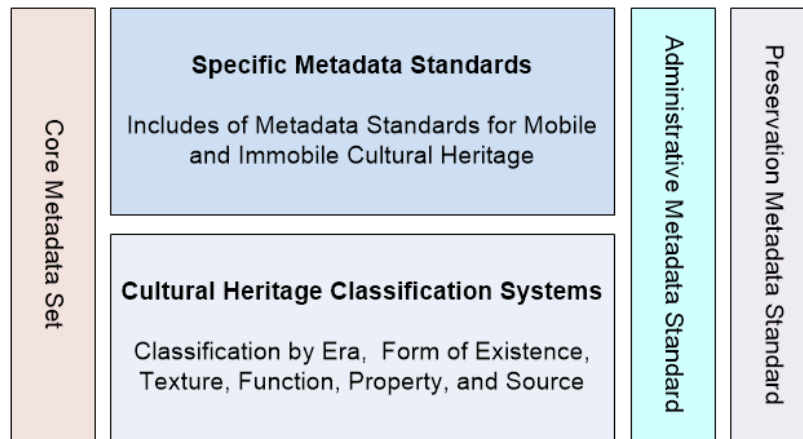 Core Metadata Set
Specific Metadata Standards
Includes of Metadata Standards for Mobile
and Immobile Cultural Heritage
Cultural Heritage Classification Systems
Classification by Era, Form of Existence,
Texture, Function, Property, and Source
Administrative Metadata Standard
Preservation Metadata Standard